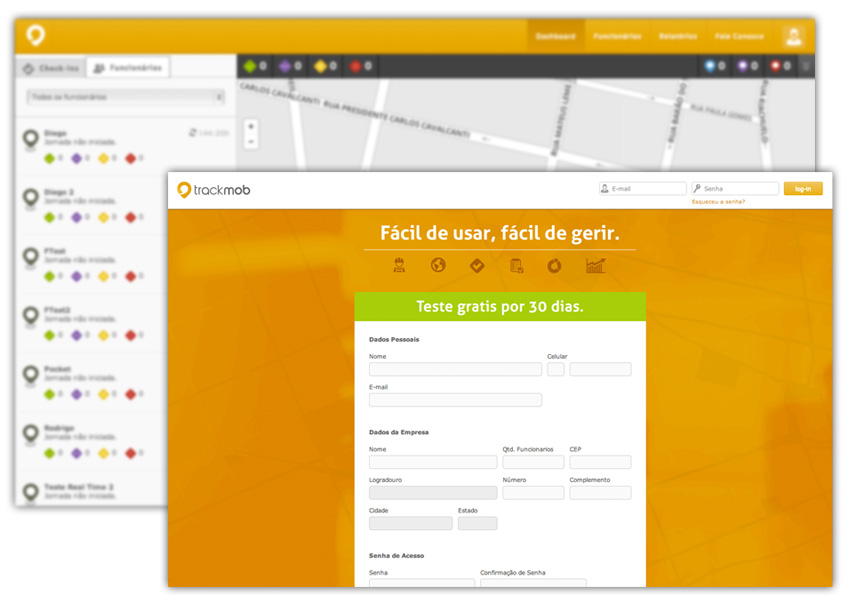 Dashboard Funcionários Relatórios Fale Conosco
Check-ins Funcionários
0 0 0 0 0 0 0
Todos os funcionários
CARLOS CAVALCANTI RUA PRESIDENTE CARLOS CAVALCANTI
RUA MATEUS LEME
RUA BARÃO DO
RUA PAULA GOMES
RUA RIACHUELO
+
-
Diego
Jornada não iniciada.
0 0 0 0
Diego 2
Jornada não iniciada.
0 0 0 0
FTest
Jornada não iniciada.
0 0 0 0
FTest2
Jornada não iniciada.
0 0 0 0
Pocket
Jornada não iniciada.
0 0 0 0
Rodrigo
Jornada não iniciada.
0 0 0 0
Teste Real Time 2
Jornada não iniciada.
trackmob
E-mail Senha log-in
Esqueceu a senha?
Fácil de usar, fácil de gerir.
Teste gratis por 30 dias.
Dados Pessoais
Nome Celular
E-mail
Dados da Empresa
Nome Qtd. Funcionarios CEP
Logradouro Número Complemento
Cidade Estado
Senha de Acesso
Senha Confirmação de Senha